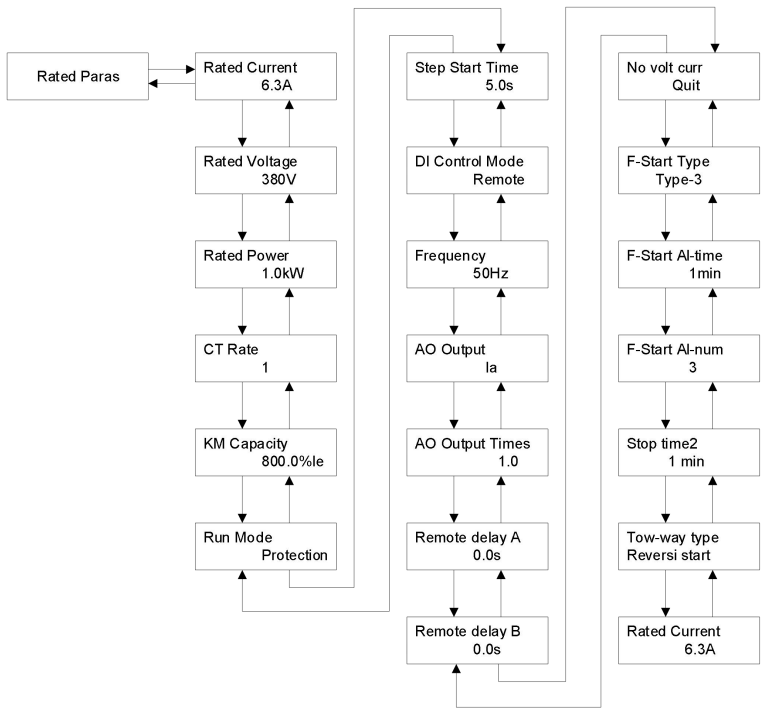 Rated Paras
Rated Current
6.3A
Rated Voltage
380V
Rated Power
1.0kW
CT Rate
1
KM Capacity
800.0%Ie
Run Mode
Protection
Step Start Time
5.0s
DI Control Mode
Remote
Frequency
50Hz
AO Output
Ia
AO Output Times
1.0
Remote delay A
0.0s
Remote delay B
0.0s
No volt curr
Quit
F-Start Type
Type-3
F-Start Al-time
1min
F-Start Al-num
3
Stop time2
1 min
Tow-way type
Reversi start
Rated Current
6.3A